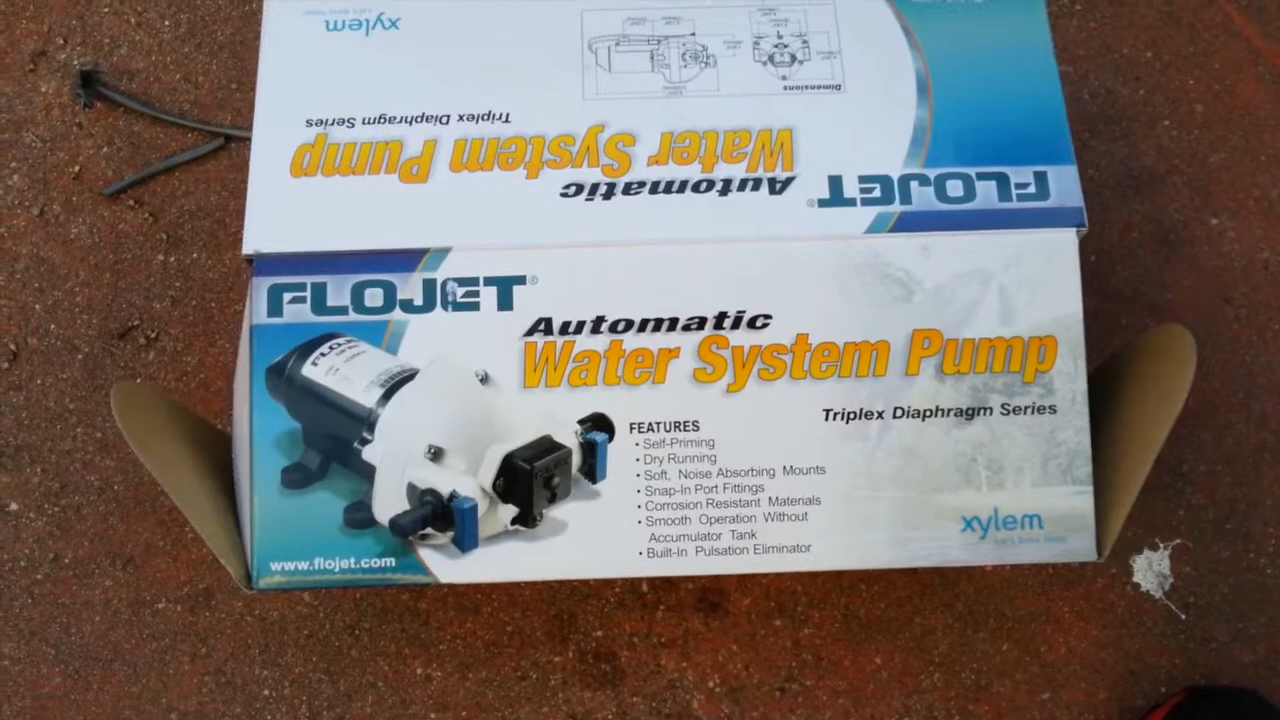 xylem
Dimensions
Triplex Diaphragm Series
Water System Pump
Automatic
FLOJET®
FLOJET®
Automatic
Water System Pump
Triplex Diaphragm Series
FEATURES
• Self-Priming
• Dry Running
• Soft, Noise Absorbing Mounts
• Snap-In Port Fittings
• Corrosion Resistant Materials
• Smooth Operation Without
Accumulator Tank
• Built-In Pulsation Eliminator
xylem
www.flojet.com